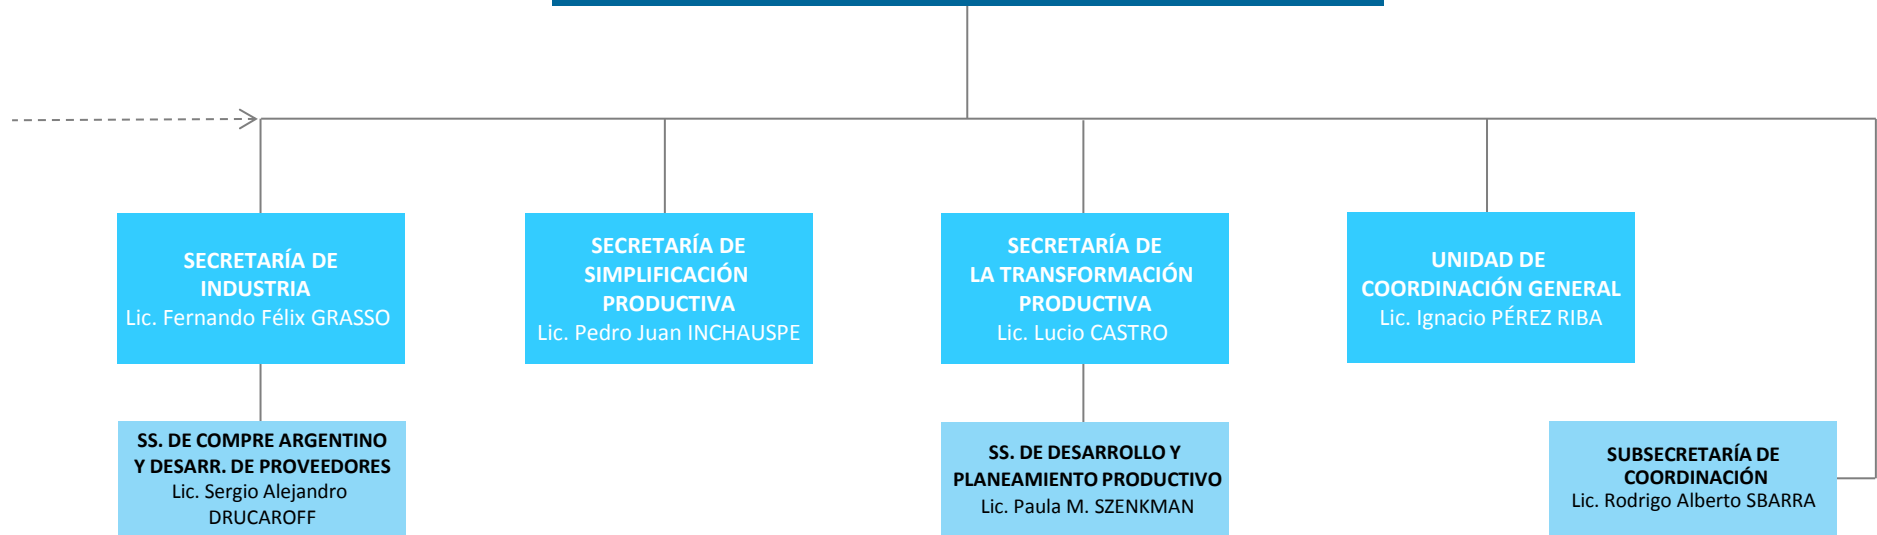 SECRETARÍA DE
INDUSTRIA
Lic. Fernando Félix GRASSO
SECRETARÍA DE
SIMPLIFICACIÓN
PRODUCTIVA
Lic. Pedro Juan INCHAUSPE
SECRETARÍA DE
LA TRANSFORMACIÓN
PRODUCTIVA
Lic. Lucio CASTRO
UNIDAD DE
COORDINACIÓN GENERAL
Lic. Ignacio PÉREZ RIBA
SS. DE COMPRE ARGENTINO
Y DESARR. DE PROVEEDORES
Lic. Sergio Alejandro
DRUCAROFF
SS. DE DESARROLLO Y
PLANEAMIENTO PRODUCTIVO
Lic. Paula M. SZENKMAN
SUBSECRETARÍA DE
COORDINACIÓN
Lic. Rodrigo Alberto SBARRA